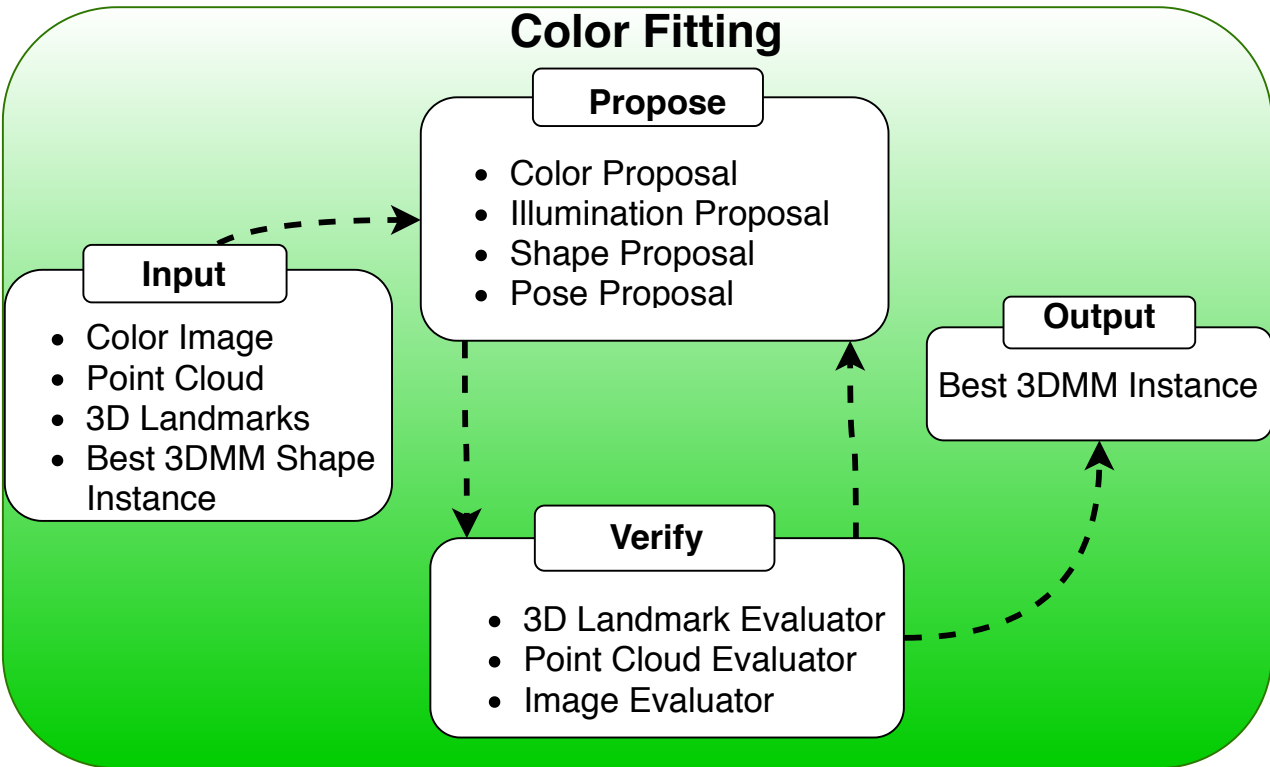 Color Fitting
Propose
• Color Proposal
• Illumination Proposal
• Shape Proposal
• Pose Proposal
Input
• Color Image
• Point Cloud
• 3D Landmarks
• Best 3DMM Shape
Instance
Output
Best 3DMM Instance
Verify
• 3D Landmark Evaluator
• Point Cloud Evaluator
• Image Evaluator